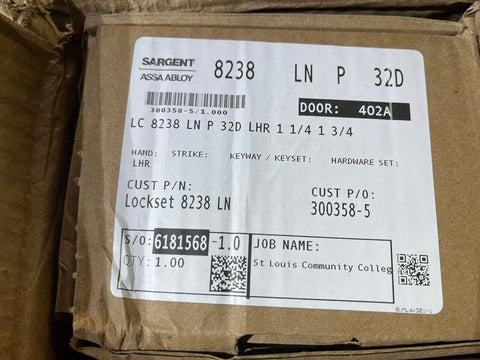 SARGENT
ASSA ABLOY
8238 LN P 32D
300358-5/1.000
DOOR: 402A
LC 8238 LN P 32D LHR 1 1/4 1 3/4
HAND: STRIKE: KEYWAY / KEYSET: HARDWARE SET:
LHR
CUST P/N: CUST P/O:
Lockset 8238 LN 300358-5
S/O: 6181568 -1.0 JOB NAME:
QTY: 1.00 St Louis Community Colleg